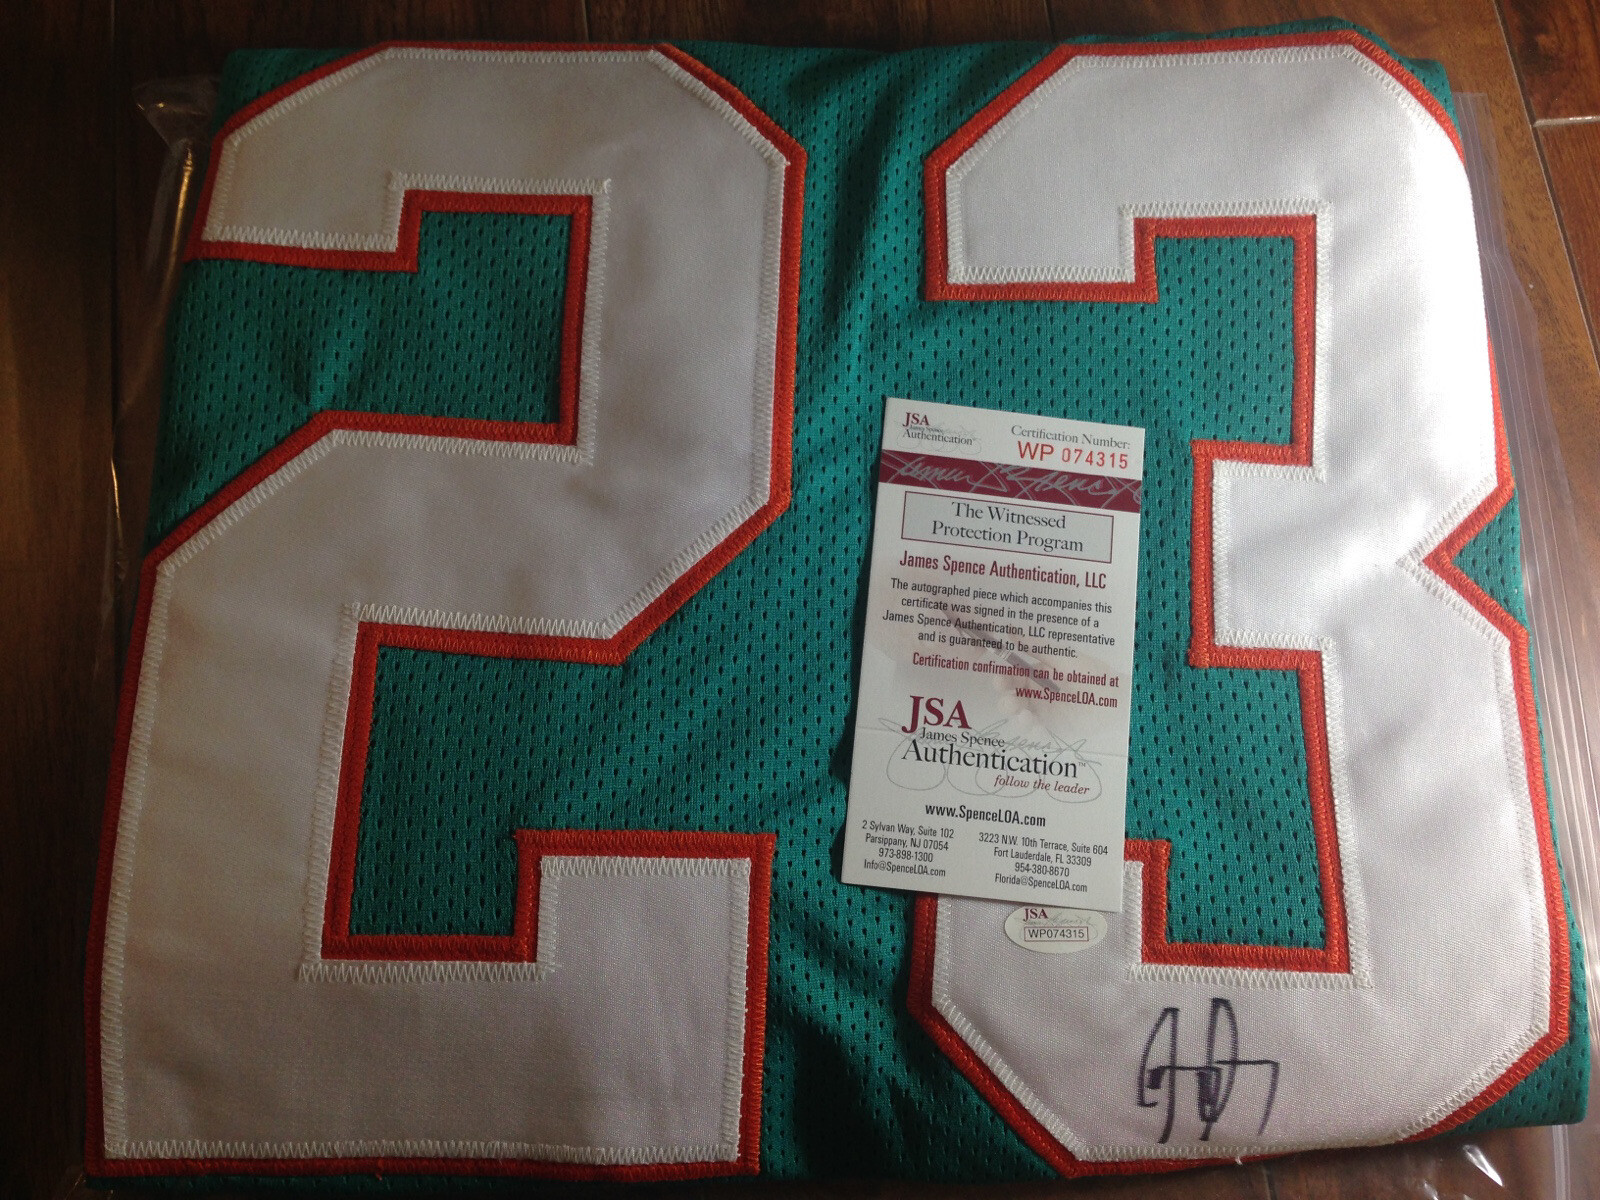 23
JSA
James Spence
Authentication™
Certification Number:
WP 074315
The Witnessed
Protection Program
James Spence Authentication, LLC
The autographed piece which accompanies this
certificate was signed in the presence of a
James Spence Authentication, LLC representative
and is guaranteed to be authentic.
Certification confirmation can be obtained at
www.SpenceLOA.com
JSA
James Spence
Authentication™
follow the leader
www.SpenceLOA.com
2 Sylvan Way, Suite 102
Parsippany, NJ 07054
973-898-1300
Info@SpenceLOA.com
3223 N.W. 10th Terrace, Suite 604
Fort Lauderdale, FL 33309
954-380-8670
Florida@SpenceLOA.com
JSA
WP074315